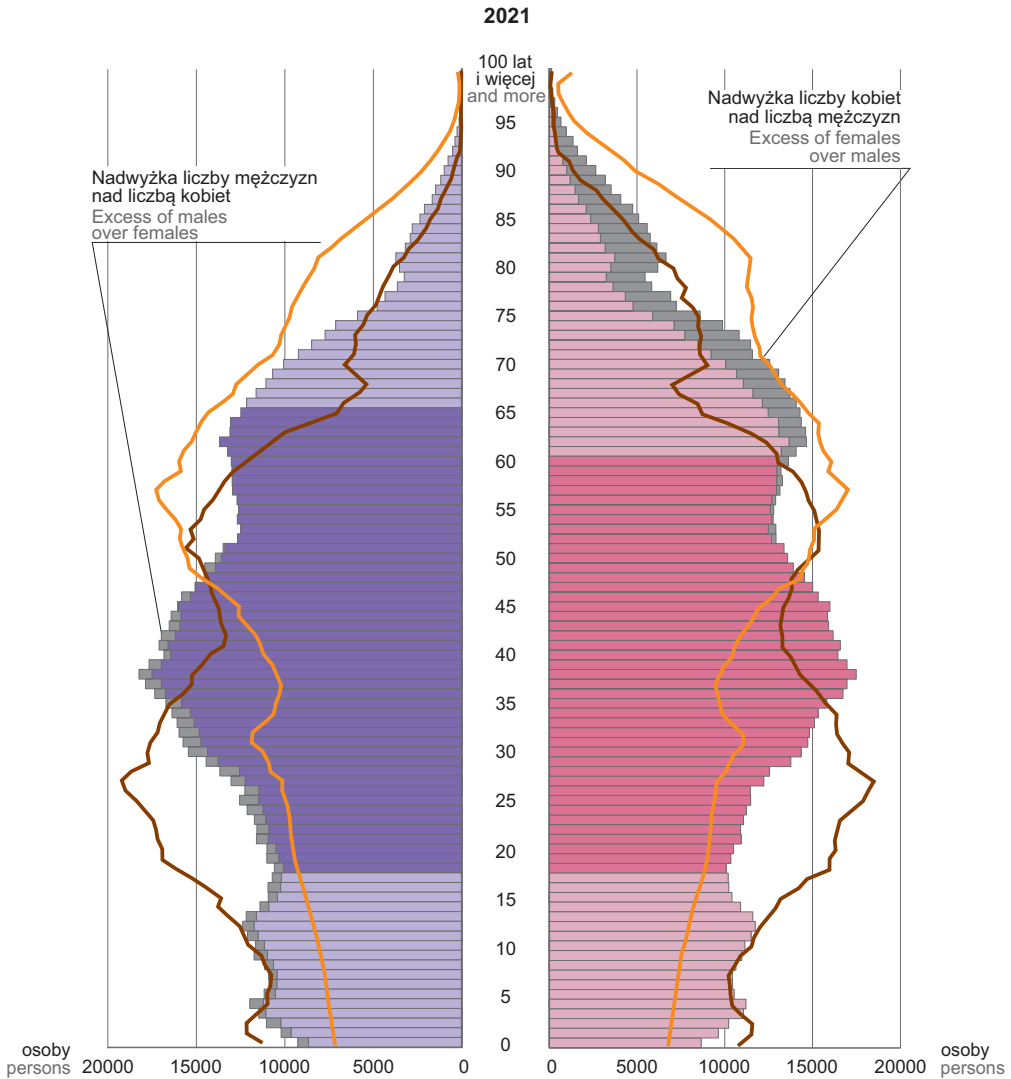 2021
100 lat
i więcej
and more
Nadwyżka liczby kobiet
nad liczbą mężczyzn
Excess of females
over males
Nadwyżka liczby mężczyzn
nad liczbą kobiet
Excess of males
over females
95
90
85
80
75
70
65
60
55
50
45
40
35
30
25
20
15
10
5
0
osoby
persons
20000 15000 10000 5000 0
0 5000 10000 15000 20000
osoby
persons